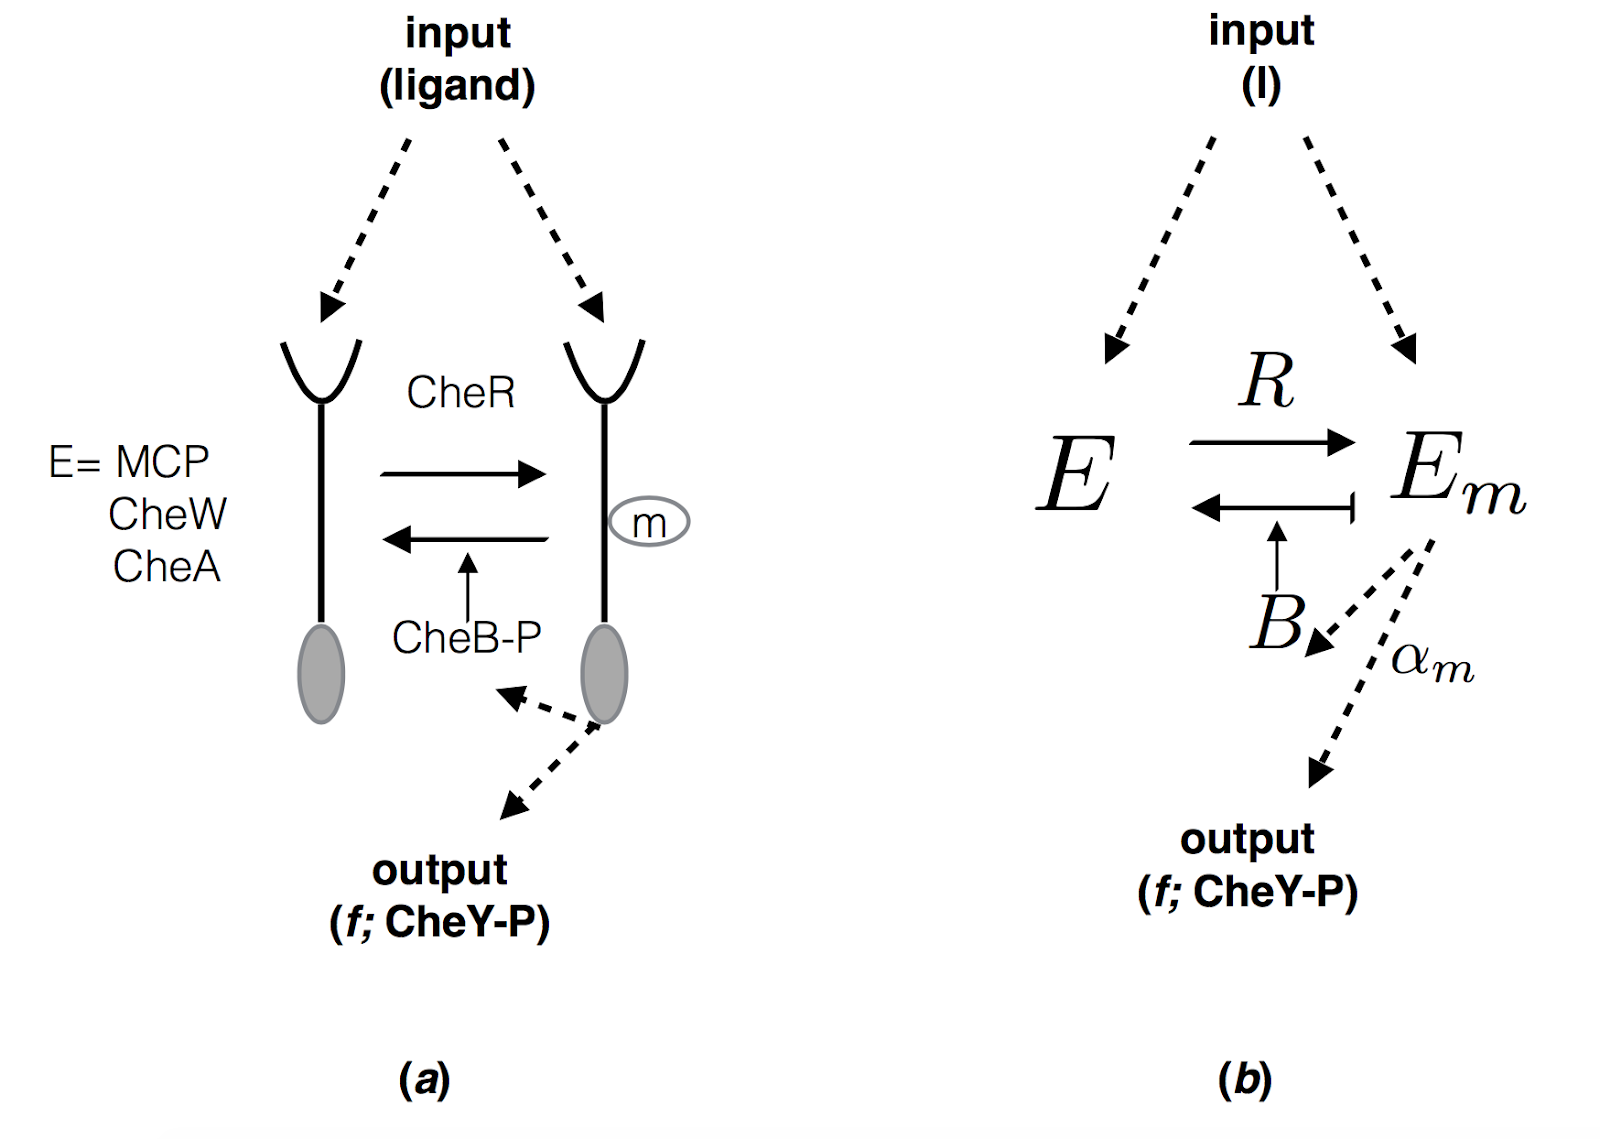 input
(ligand)
CheR
E= MCP
CheW
CheA
m
CheB-P
output
(f; CheY-P)
(a)
input
(I)
R
E
E_m
B
α_m
output
(f; CheY-P)
(b)